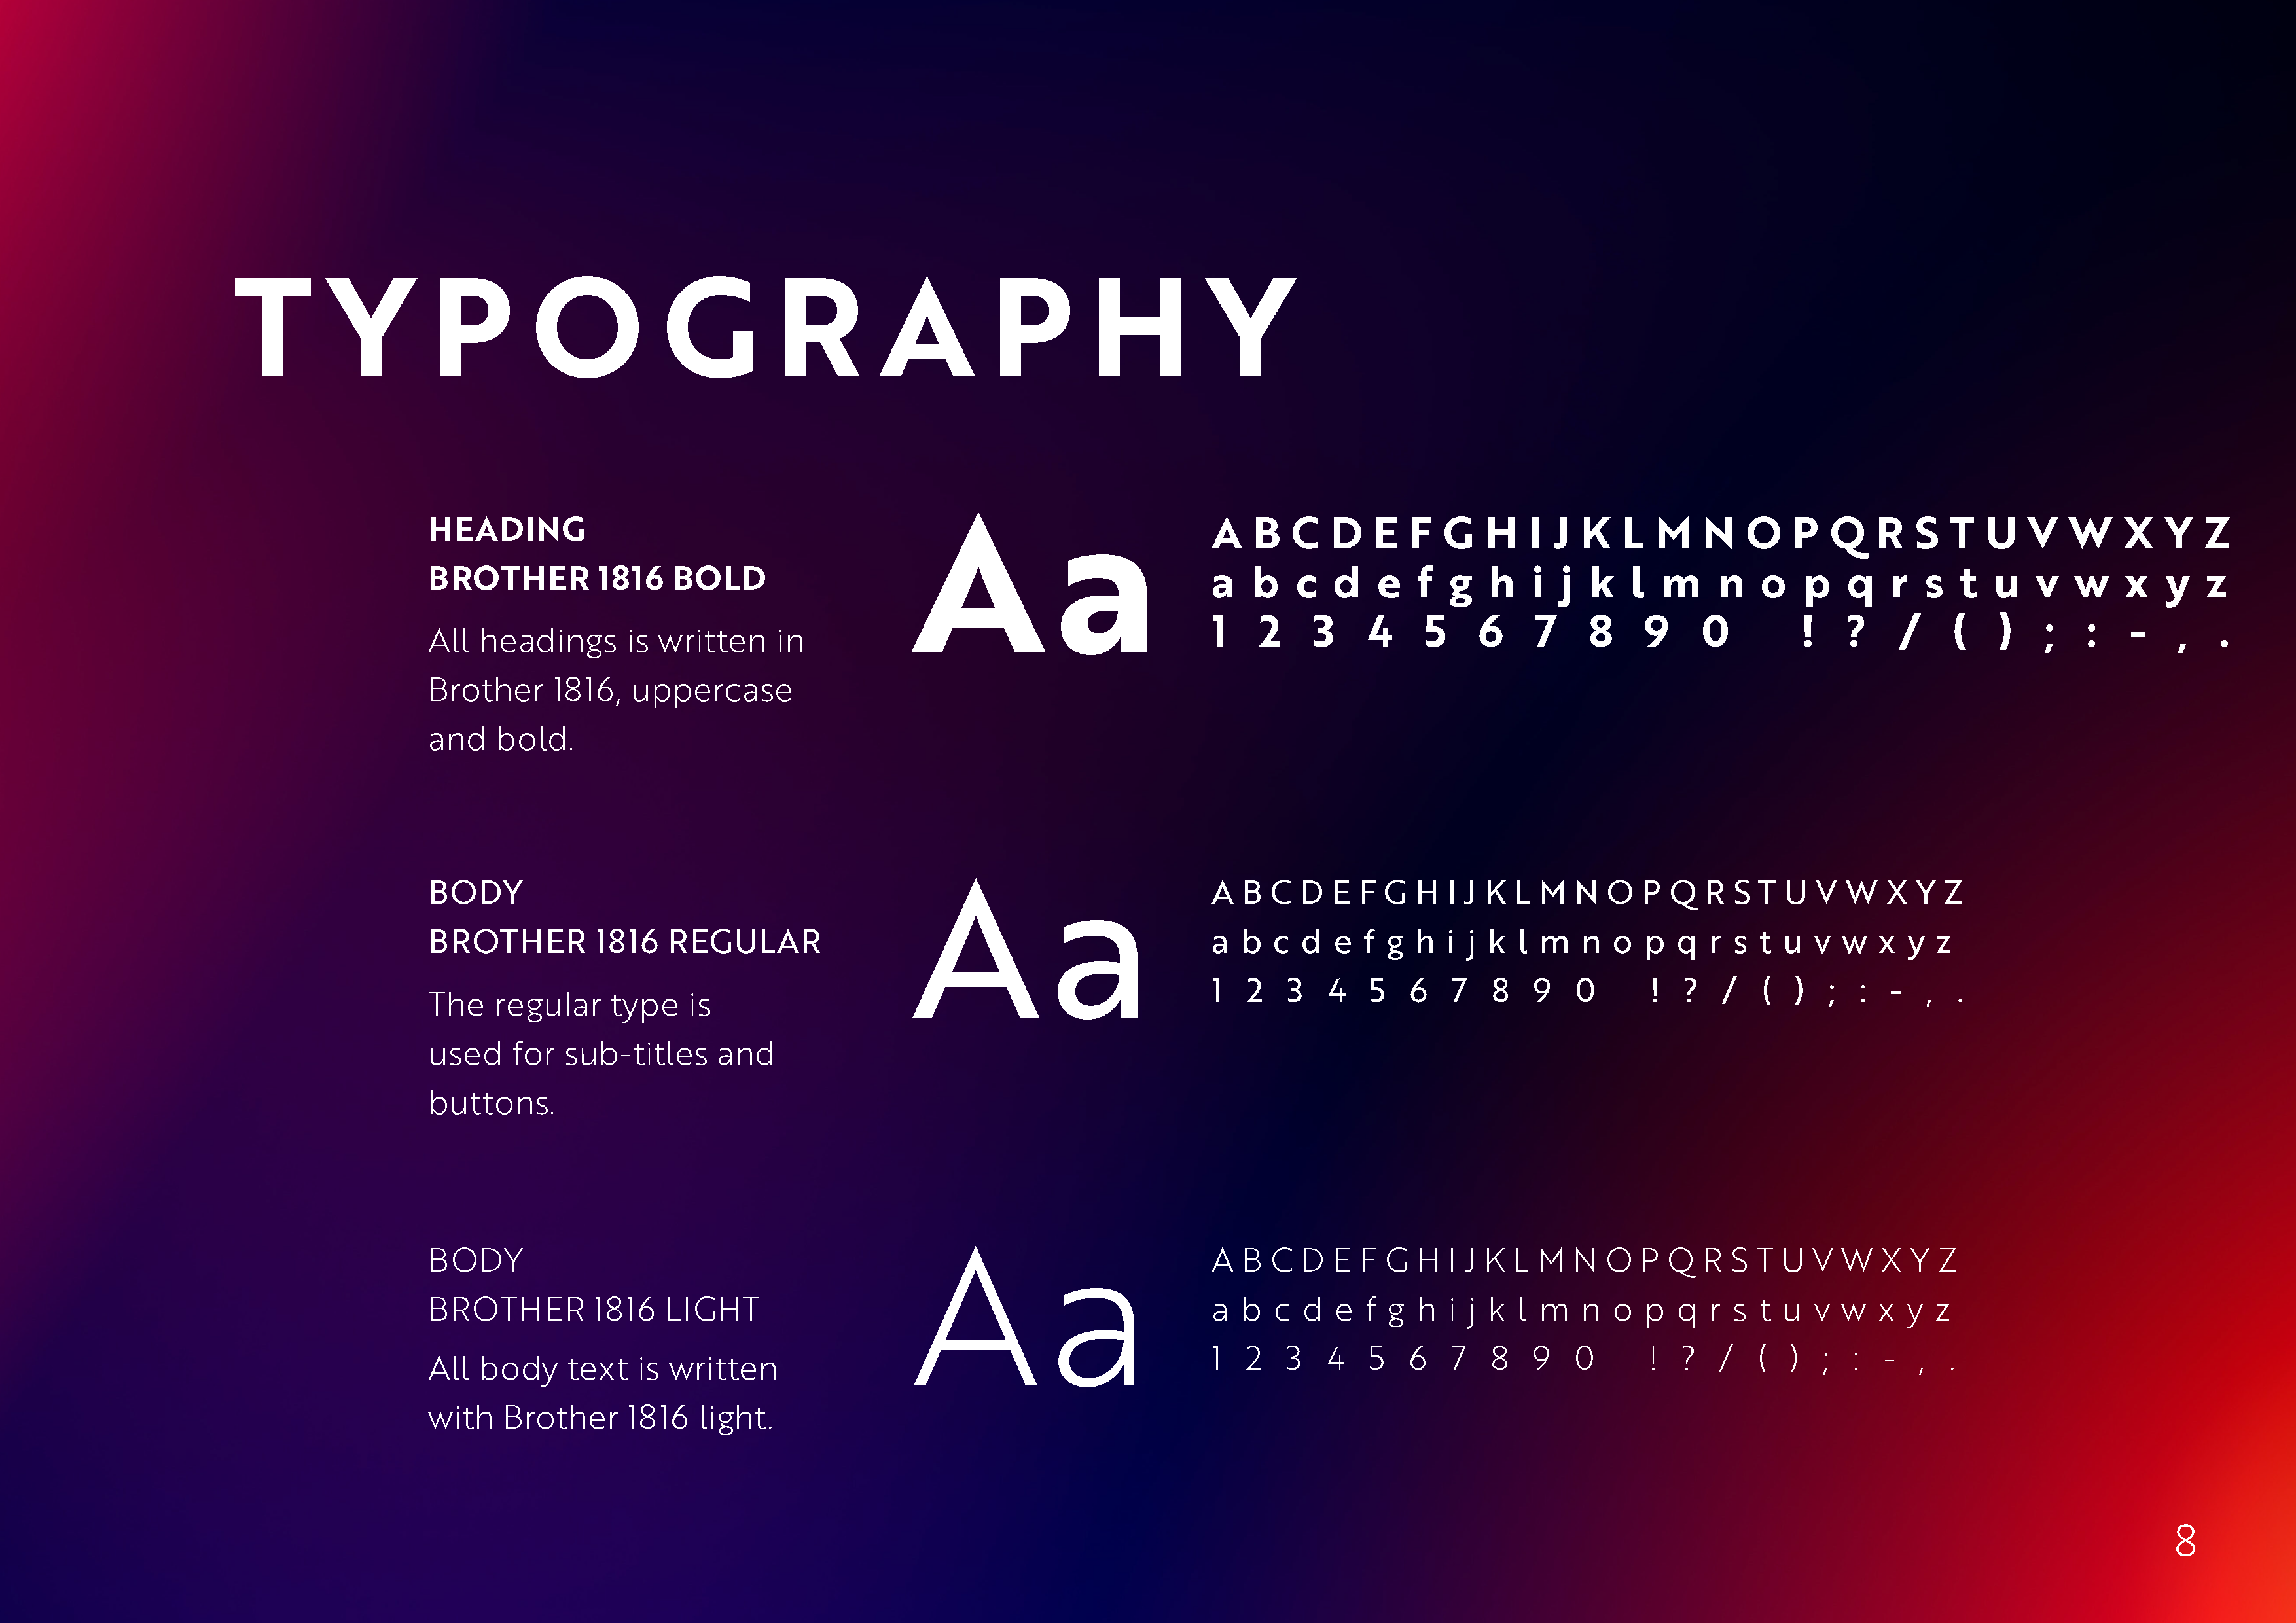 TYPOGRAPHY
HEADING
BROTHER 1816 BOLD
All headings is written in
Brother 1816, uppercase
and bold.
Aa
A B C D E F G H I J K L M N O P Q R S T U V W X Y Z
a b c d e f g h i j k l m n o p q r s t u v w x y z
1 2 3 4 5 6 7 8 9 0 ! ? / ( ) ; : - , .
BODY
BROTHER 1816 REGULAR
The regular type is
used for sub-titles and
buttons.
Aa
A B C D E F G H I J K L M N O P Q R S T U V W X Y Z
a b c d e f g h i j k l m n o p q r s t u v w x y z
1 2 3 4 5 6 7 8 9 0 ! ? / ( ) ; : - , .
BODY
BROTHER 1816 LIGHT
All body text is written
with Brother 1816 light.
Aa
A B C D E F G H I J K L M N O P Q R S T U V W X Y Z
a b c d e f g h i j k l m n o p q r s t u v w x y z
1 2 3 4 5 6 7 8 9 0 ! ? / ( ) ; : - , .
8